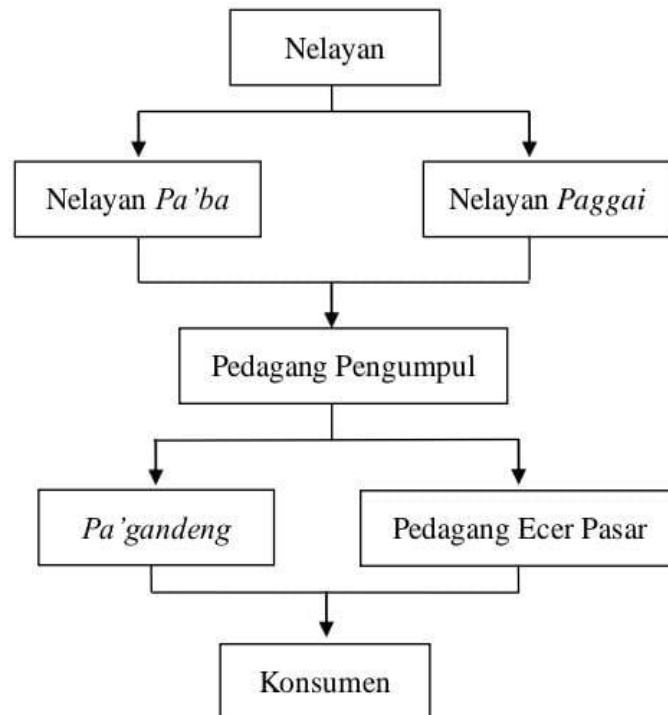 Nelayan
Nelayan Pa’ba
Nelayan Paggai
Pedagang Pengumpul
Pa’gandeng
Pedagang Ecer Pasar
Konsumen